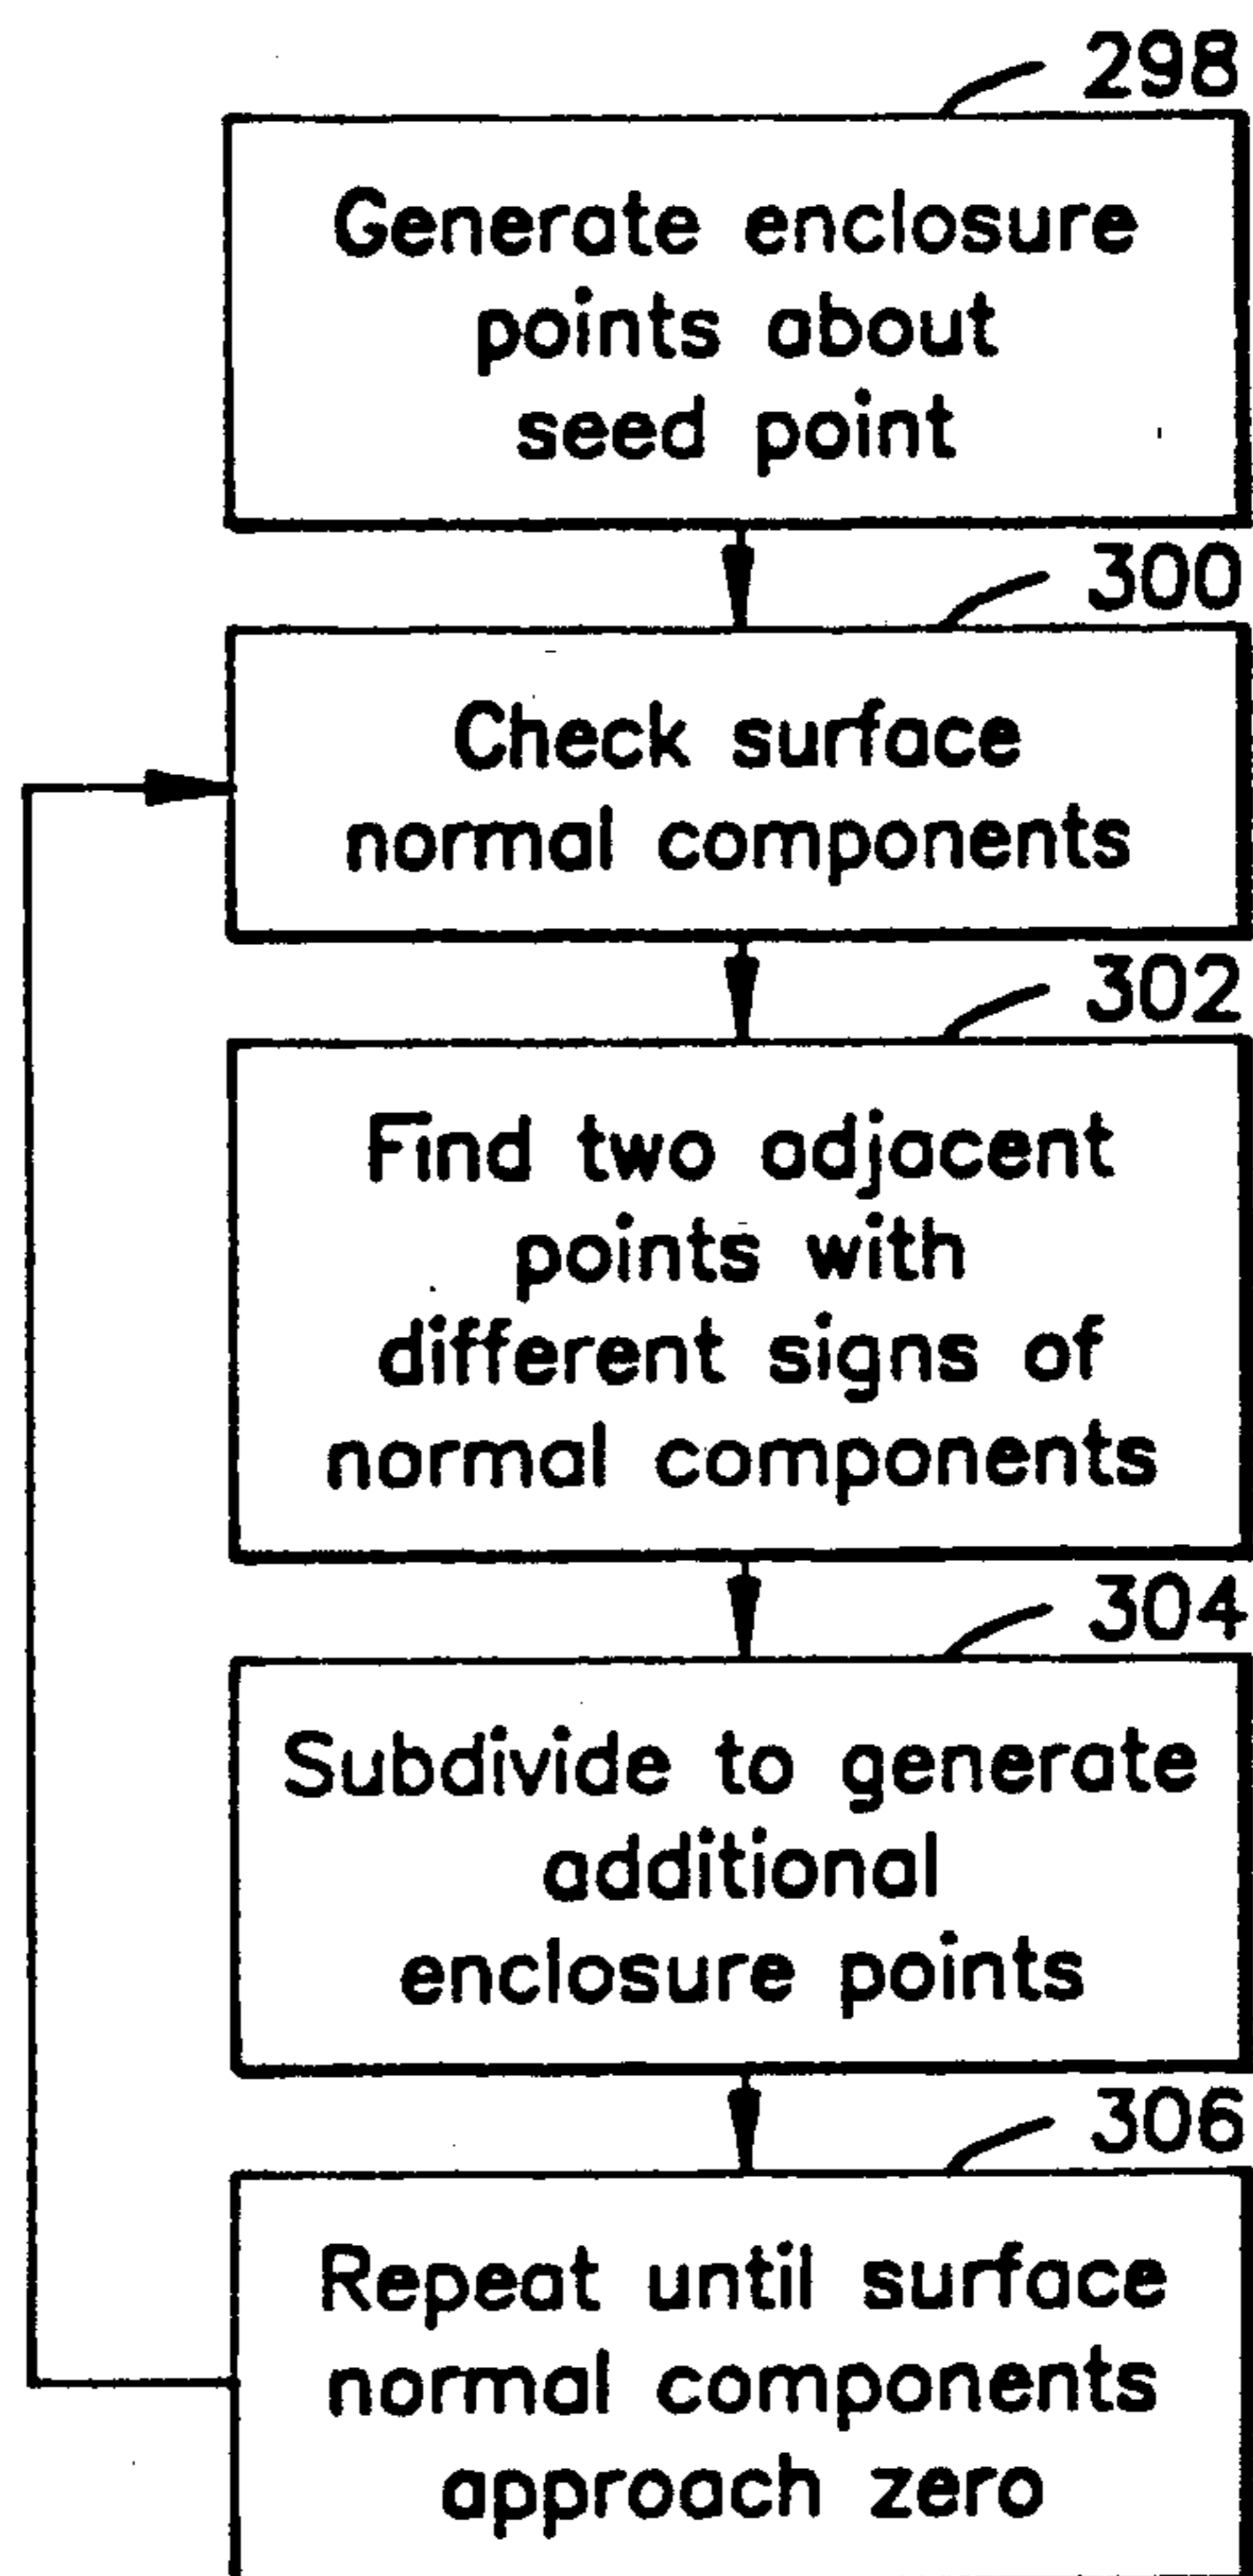 298
Generate enclosure
points about
seed point
300
Check surface
normal components
302
Find two adjacent
points with
different signs of
normal components
304
Subdivide to generate
additional
enclosure points
306
Repeat until surface
normal components
approach zero